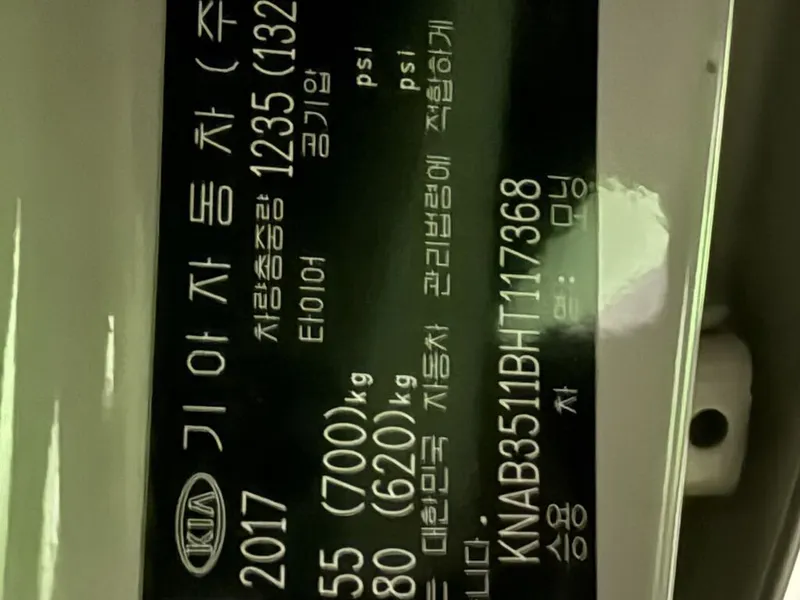 KIA 기아자동차(주
2017 차량총중량 1235(132
타이어 공기압
55 (700)kg psi
80 (620)kg psi
대한민국 자동차 관리법령에 적합하게
니다.
KNAB3511BHT117368
승용 차 명: 모닝